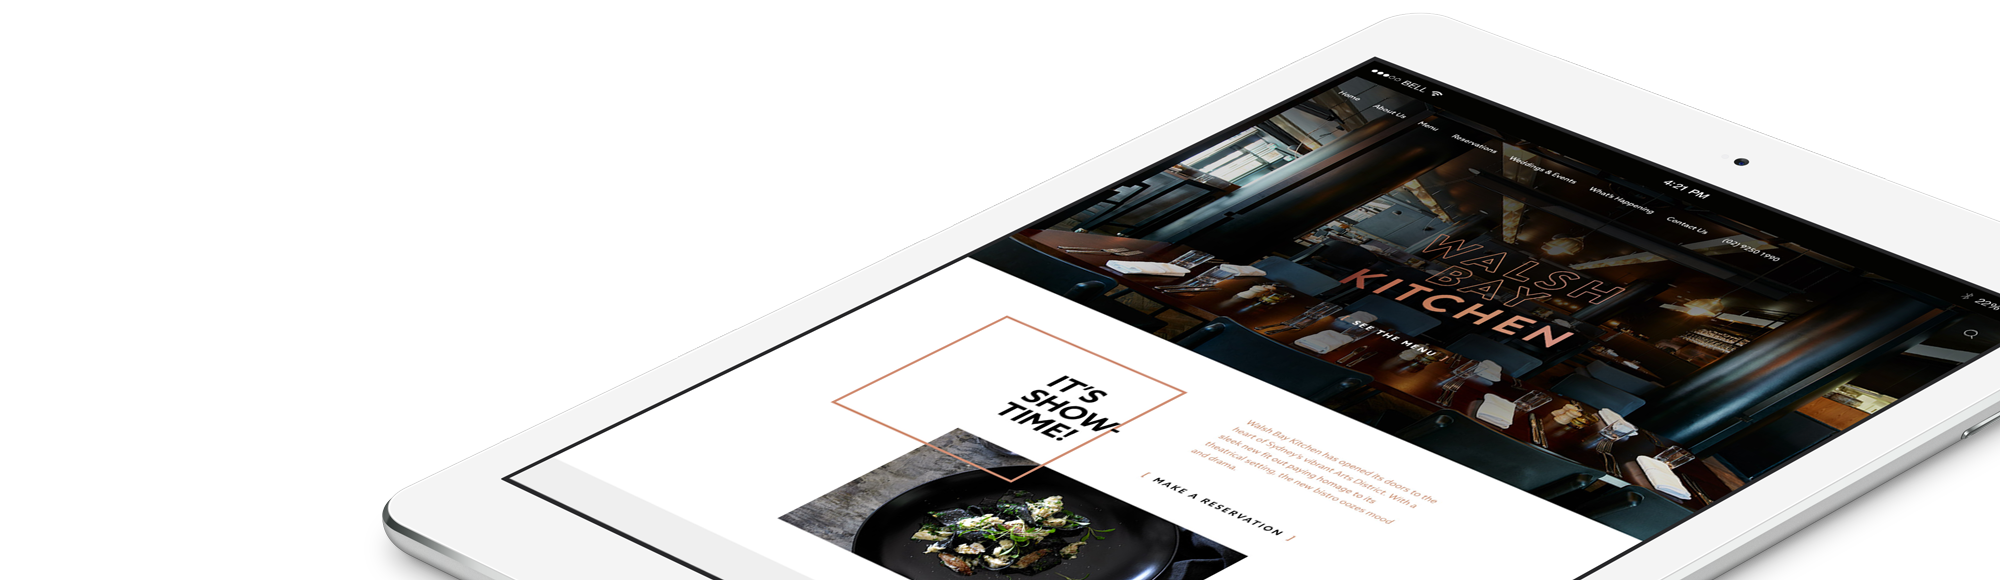 BELL
4:21 PM
22%
Home About Us Menu Reservations Weddings & Events What's Happening Contact Us (02) 9250 1990
WALSH
BAY
KITCHEN
SEE THE MENU ]
IT'S
SHOW-
TIME!
Walsh Bay Kitchen has opened its doors to the
heart of Sydney's vibrant Arts District. With a
sleek new fit out paying homage to its
theatrical setting, the new bistro oozes mood
and drama.
[ MAKE A RESERVATION ]